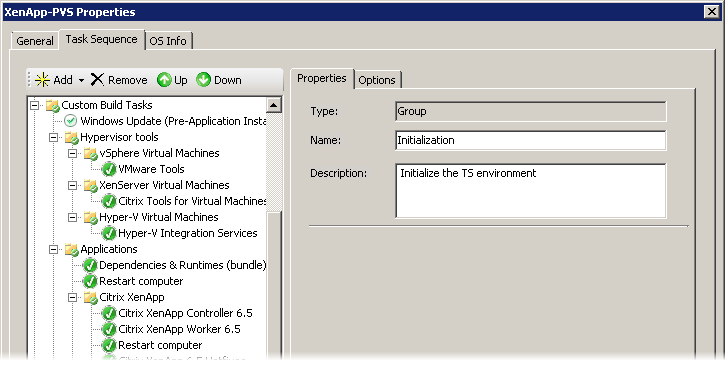 XenApp-PVS Properties
General
Task Sequence
OS Info
Add
Remove
Up
Down
Custom Build Tasks
Windows Update (Pre-Application Insta
Hypervisor tools
vSphere Virtual Machines
VMware Tools
XenServer Virtual Machines
Citrix Tools for Virtual Machines
Hyper-V Virtual Machines
Hyper-V Integration Services
Applications
Dependencies & Runtimes (bundle)
Restart computer
Citrix XenApp
Citrix XenApp Controller 6.5
Citrix XenApp Worker 6.5
Restart computer
Properties
Options
Type:
Group
Name:
Initialization
Description:
Initialize the TS environment